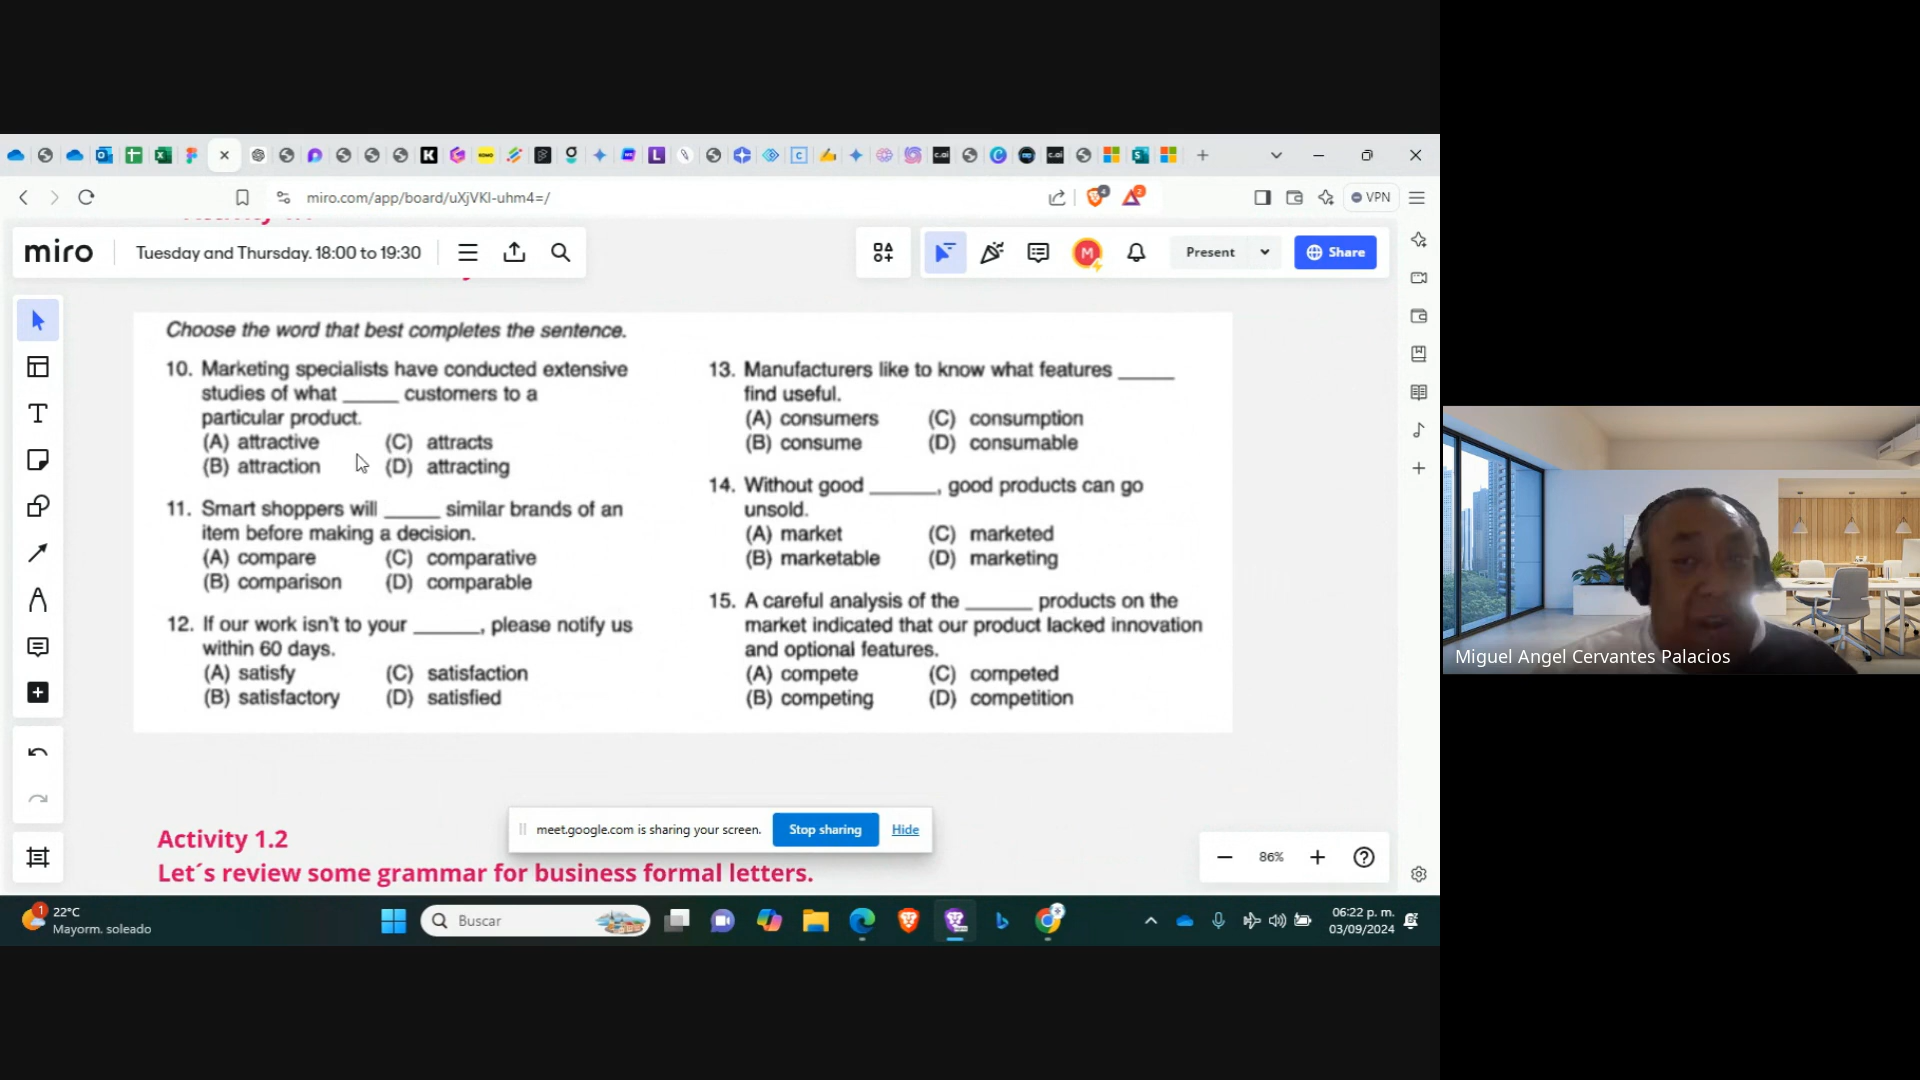 miro.com/app/board/uXjVKl-uhm4=/
VPN
miro
Tuesday and Thursday. 18:00 to 19:30
Present
Share
Choose the word that best completes the sentence.
10. Marketing specialists have conducted extensive
studies of what _____ customers to a
particular product.
(A) attractive (C) attracts
(B) attraction (D) attracting
11. Smart shoppers will _____ similar brands of an
item before making a decision.
(A) compare (C) comparative
(B) comparison (D) comparable
12. If our work isn't to your ______, please notify us
within 60 days.
(A) satisfy (C) satisfaction
(B) satisfactory (D) satisfied
13. Manufacturers like to know what features _____
find useful.
(A) consumers (C) consumption
(B) consume (D) consumable
14. Without good ______, good products can go
unsold.
(A) market (C) marketed
(B) marketable (D) marketing
15. A careful analysis of the ______ products on the
market indicated that our product lacked innovation
and optional features.
(A) compete (C) competed
(B) competing (D) competition
Activity 1.2
Let´s review some grammar for business formal letters.
meet.google.com is sharing your screen.
Stop sharing
Hide
86%
Miguel Angel Cervantes Palacios
22°C
Mayorm. soleado
Buscar
06:22 p. m.
03/09/2024